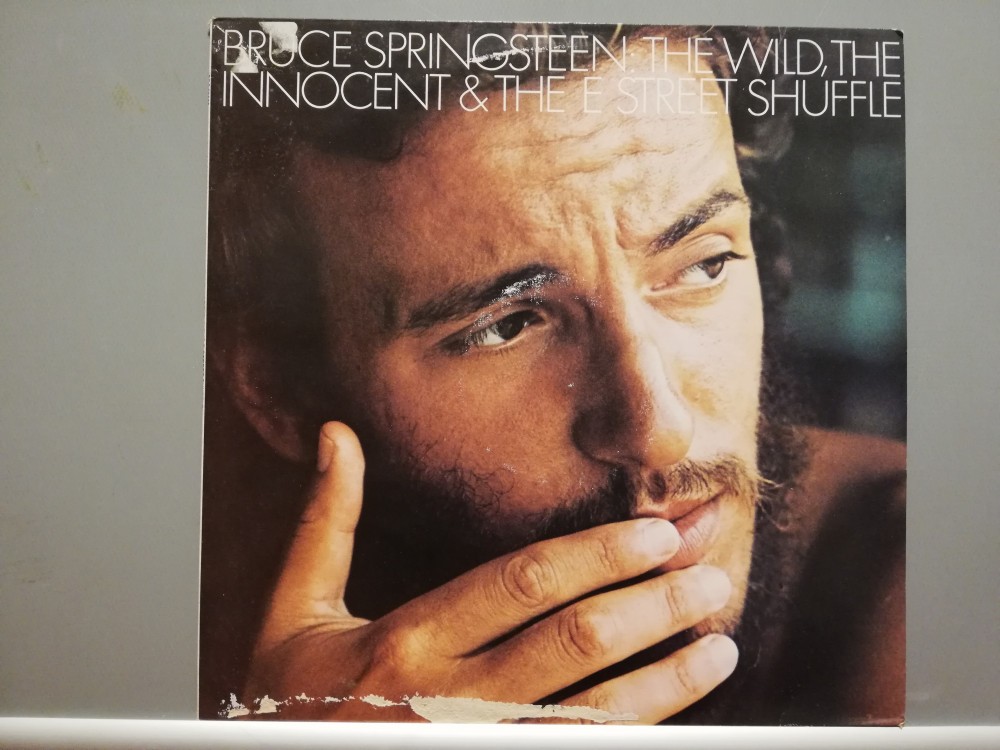 BRUCE SPRINGSTEEN: THE WILD, THE
INNOCENT & THE E STREET SHUFFLE